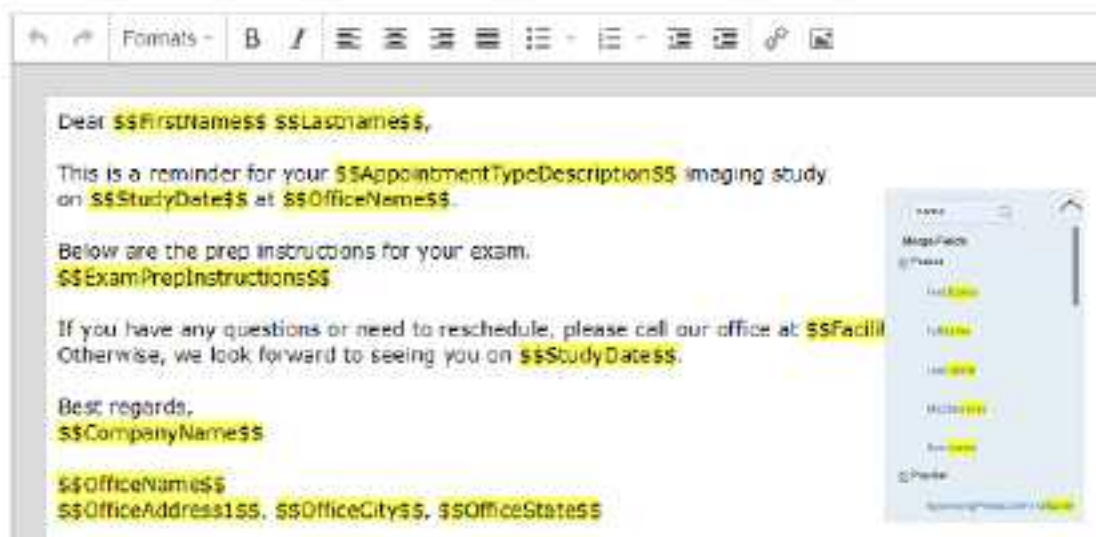 Formats
Dear $$FirstName$$ $$Lastname$$,
This is a reminder for your $$AppointmentTypeDescription$$ imaging study
on $$StudyDate$$ at $$OfficeName$$.
Below are the prep instructions for your exam.
$$ExamPrepInstructions$$
If you have any questions or need to reschedule, please call our office at $$Facili
Otherwise, we look forward to seeing you on $$StudyDate$$.
Best regards,
$$CompanyName$$
$$OfficeName$$
$$OfficeAddress1$$, $$OfficeCity$$, $$OfficeState$$
name
Merge Fields